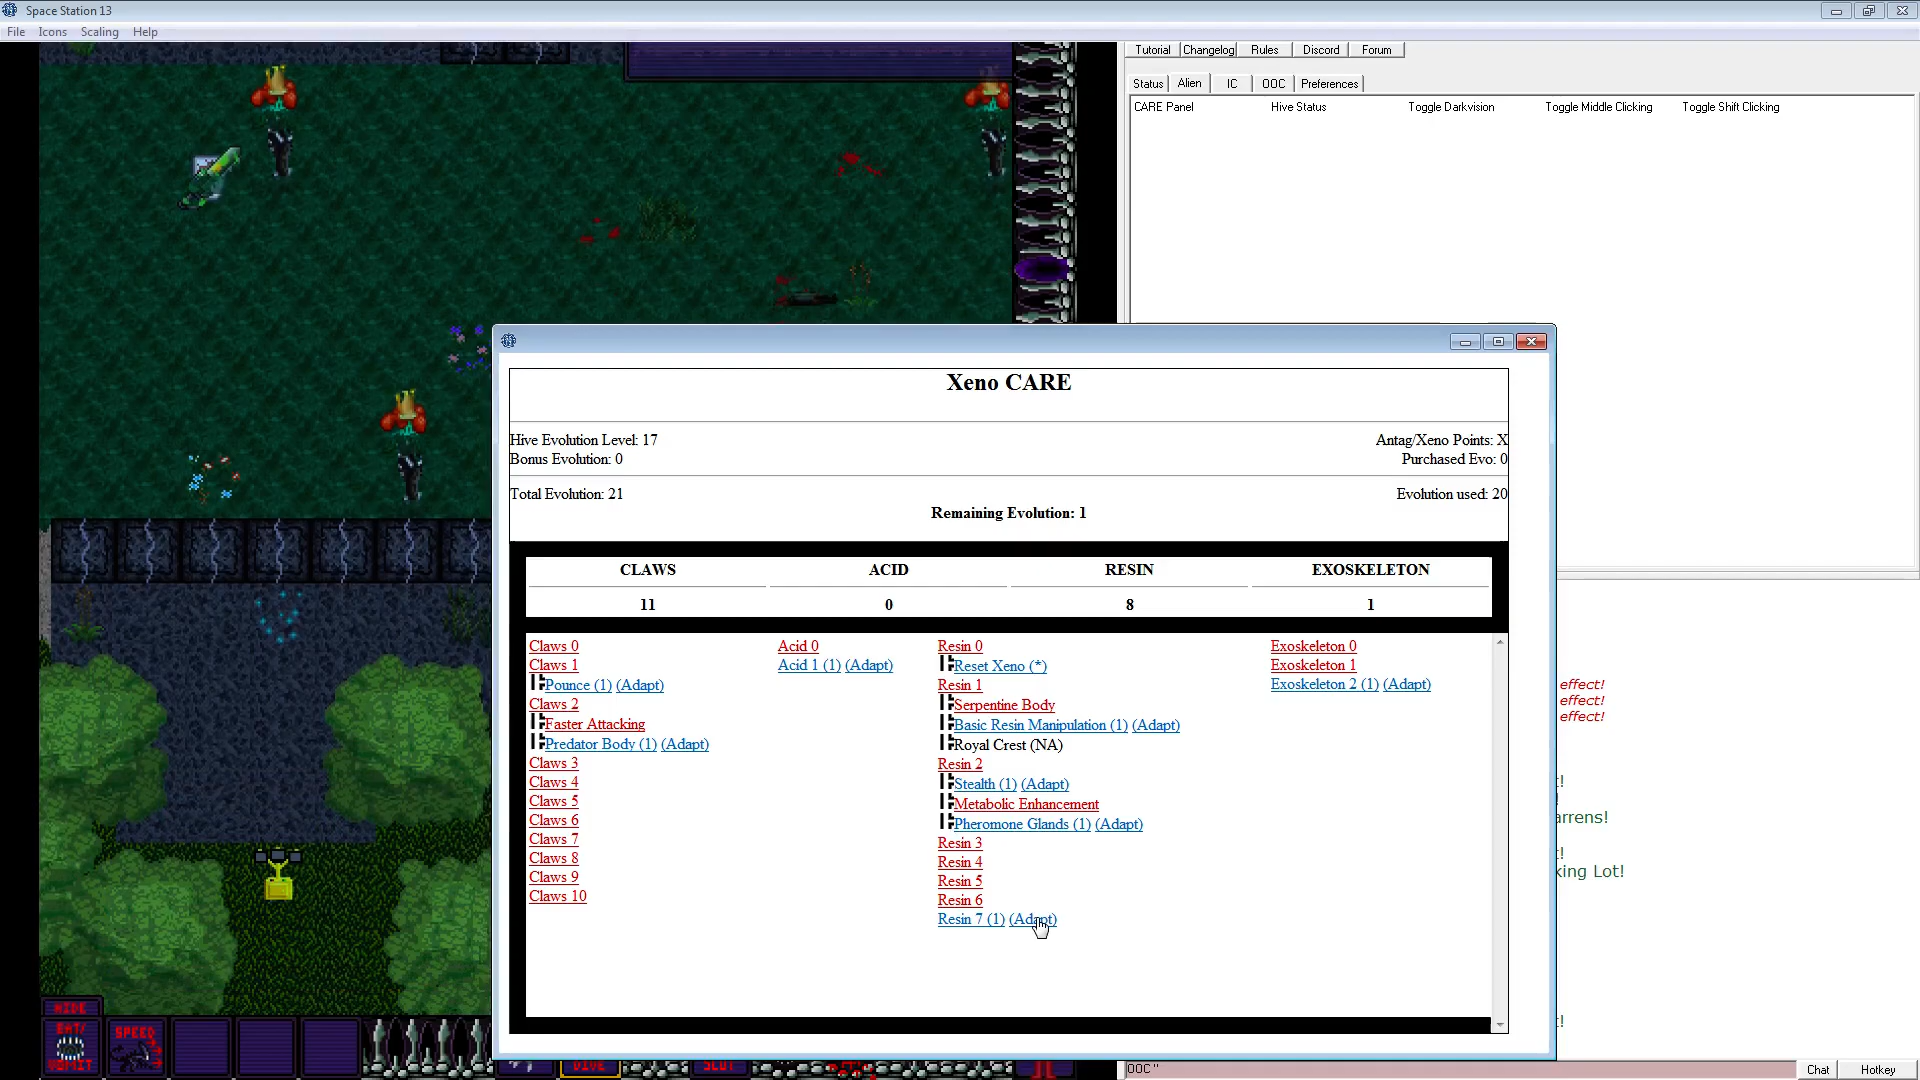 Space Station 13
File Icons Scaling Help
Tutorial Changelog Rules Discord Forum
Status Alien IC OOC Preferences
CARE Panel Hive Status Toggle Darkvision Toggle Middle Clicking Toggle Shift Clicking
Xeno CARE
Hive Evolution Level: 17 Antag/Xeno Points: X
Bonus Evolution: 0 Purchased Evo: 0
Total Evolution: 21 Evolution used: 20
Remaining Evolution: 1
CLAWS ACID RESIN EXOSKELETON
11 0 8 1
Claws 0
Claws 1
Pounce (1) (Adapt)
Claws 2
Faster Attacking
Predator Body (1) (Adapt)
Claws 3
Claws 4
Claws 5
Claws 6
Claws 7
Claws 8
Claws 9
Claws 10
Acid 0
Acid 1 (1) (Adapt)
Resin 0
Reset Xeno (*)
Resin 1
Serpentine Body
Basic Resin Manipulation (1) (Adapt)
Royal Crest (NA)
Resin 2
Stealth (1) (Adapt)
Metabolic Enhancement
Pheromone Glands (1) (Adapt)
Resin 3
Resin 4
Resin 5
Resin 6
Resin 7 (1) (Adapt)
Exoskeleton 0
Exoskeleton 1
Exoskeleton 2 (1) (Adapt)
effect!
effect!
effect!
t!
!
arrens!
t!
king Lot!
t!
HIDE
EAT/ VOMIT
SPEED
DIVE
SLOT
OOC "
Chat Hotkey